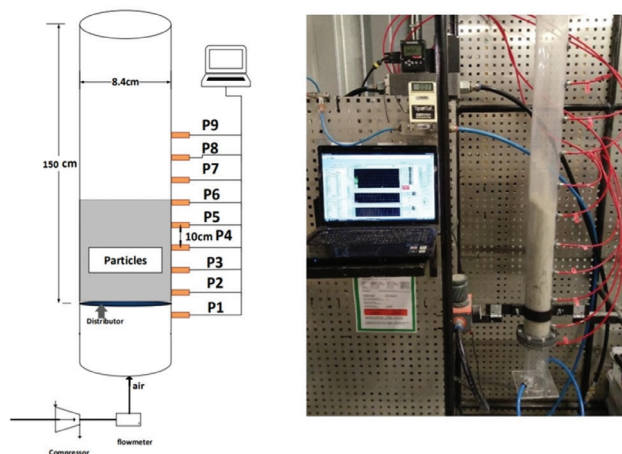 8.4cm
150 cm
P9
P8
P7
P6
P5
10cm P4
P3
P2
P1
Particles
Distributor
air
flowmeter
Compressor